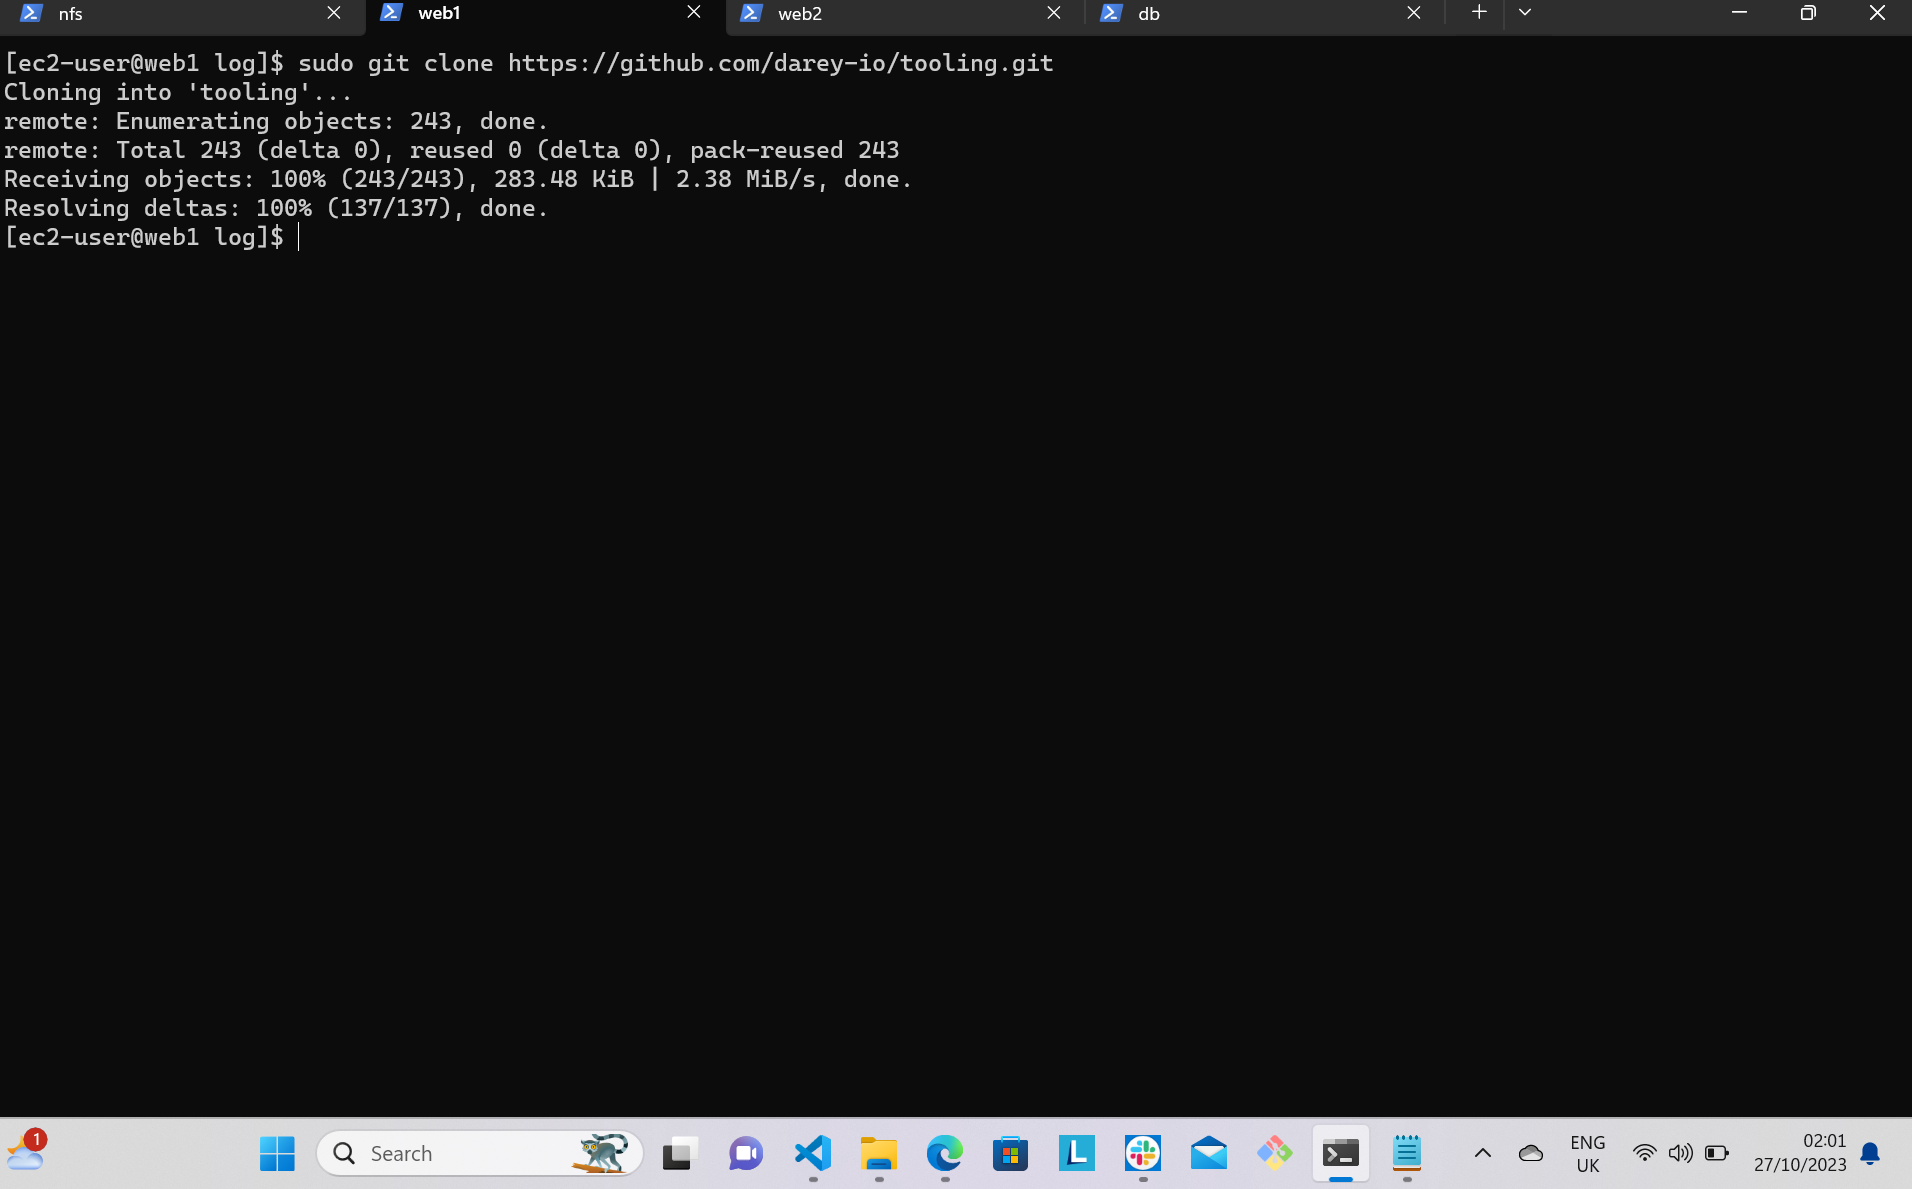 nfs
web1
web2
db
[ec2-user@web1 log]$ sudo git clone https://github.com/darey-io/tooling.git
Cloning into 'tooling'...
remote: Enumerating objects: 243, done.
remote: Total 243 (delta 0), reused 0 (delta 0), pack-reused 243
Receiving objects: 100% (243/243), 283.48 KiB | 2.38 MiB/s, done.
Resolving deltas: 100% (137/137), done.
[ec2-user@web1 log]$
1
Search
L
ENG
UK
02:01
27/10/2023